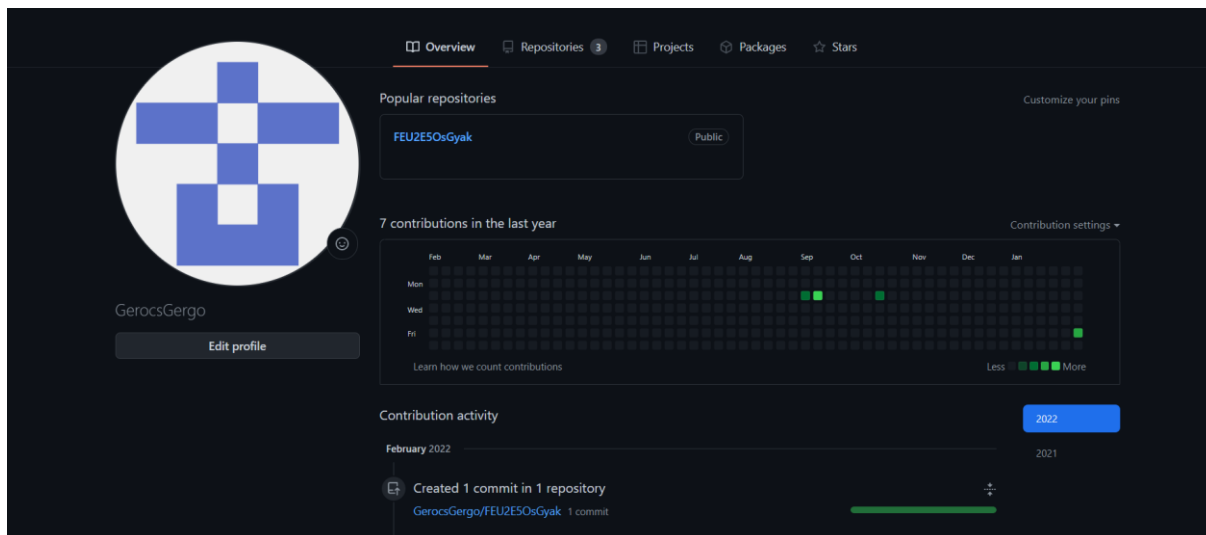 Overview Repositories 3 Projects Packages Stars
Popular repositories
Customize your pins
FEU2E5OsGyak Public
7 contributions in the last year
Contribution settings
Feb Mar Apr May Jun Jul Aug Sep Oct Nov Dec Jan
Mon
Wed
Fri
Learn how we count contributions
Less More
GerocsGergo
Edit profile
Contribution activity
2022
2021
February 2022
Created 1 commit in 1 repository
GerocsGergo/FEU2E5OsGyak 1 commit